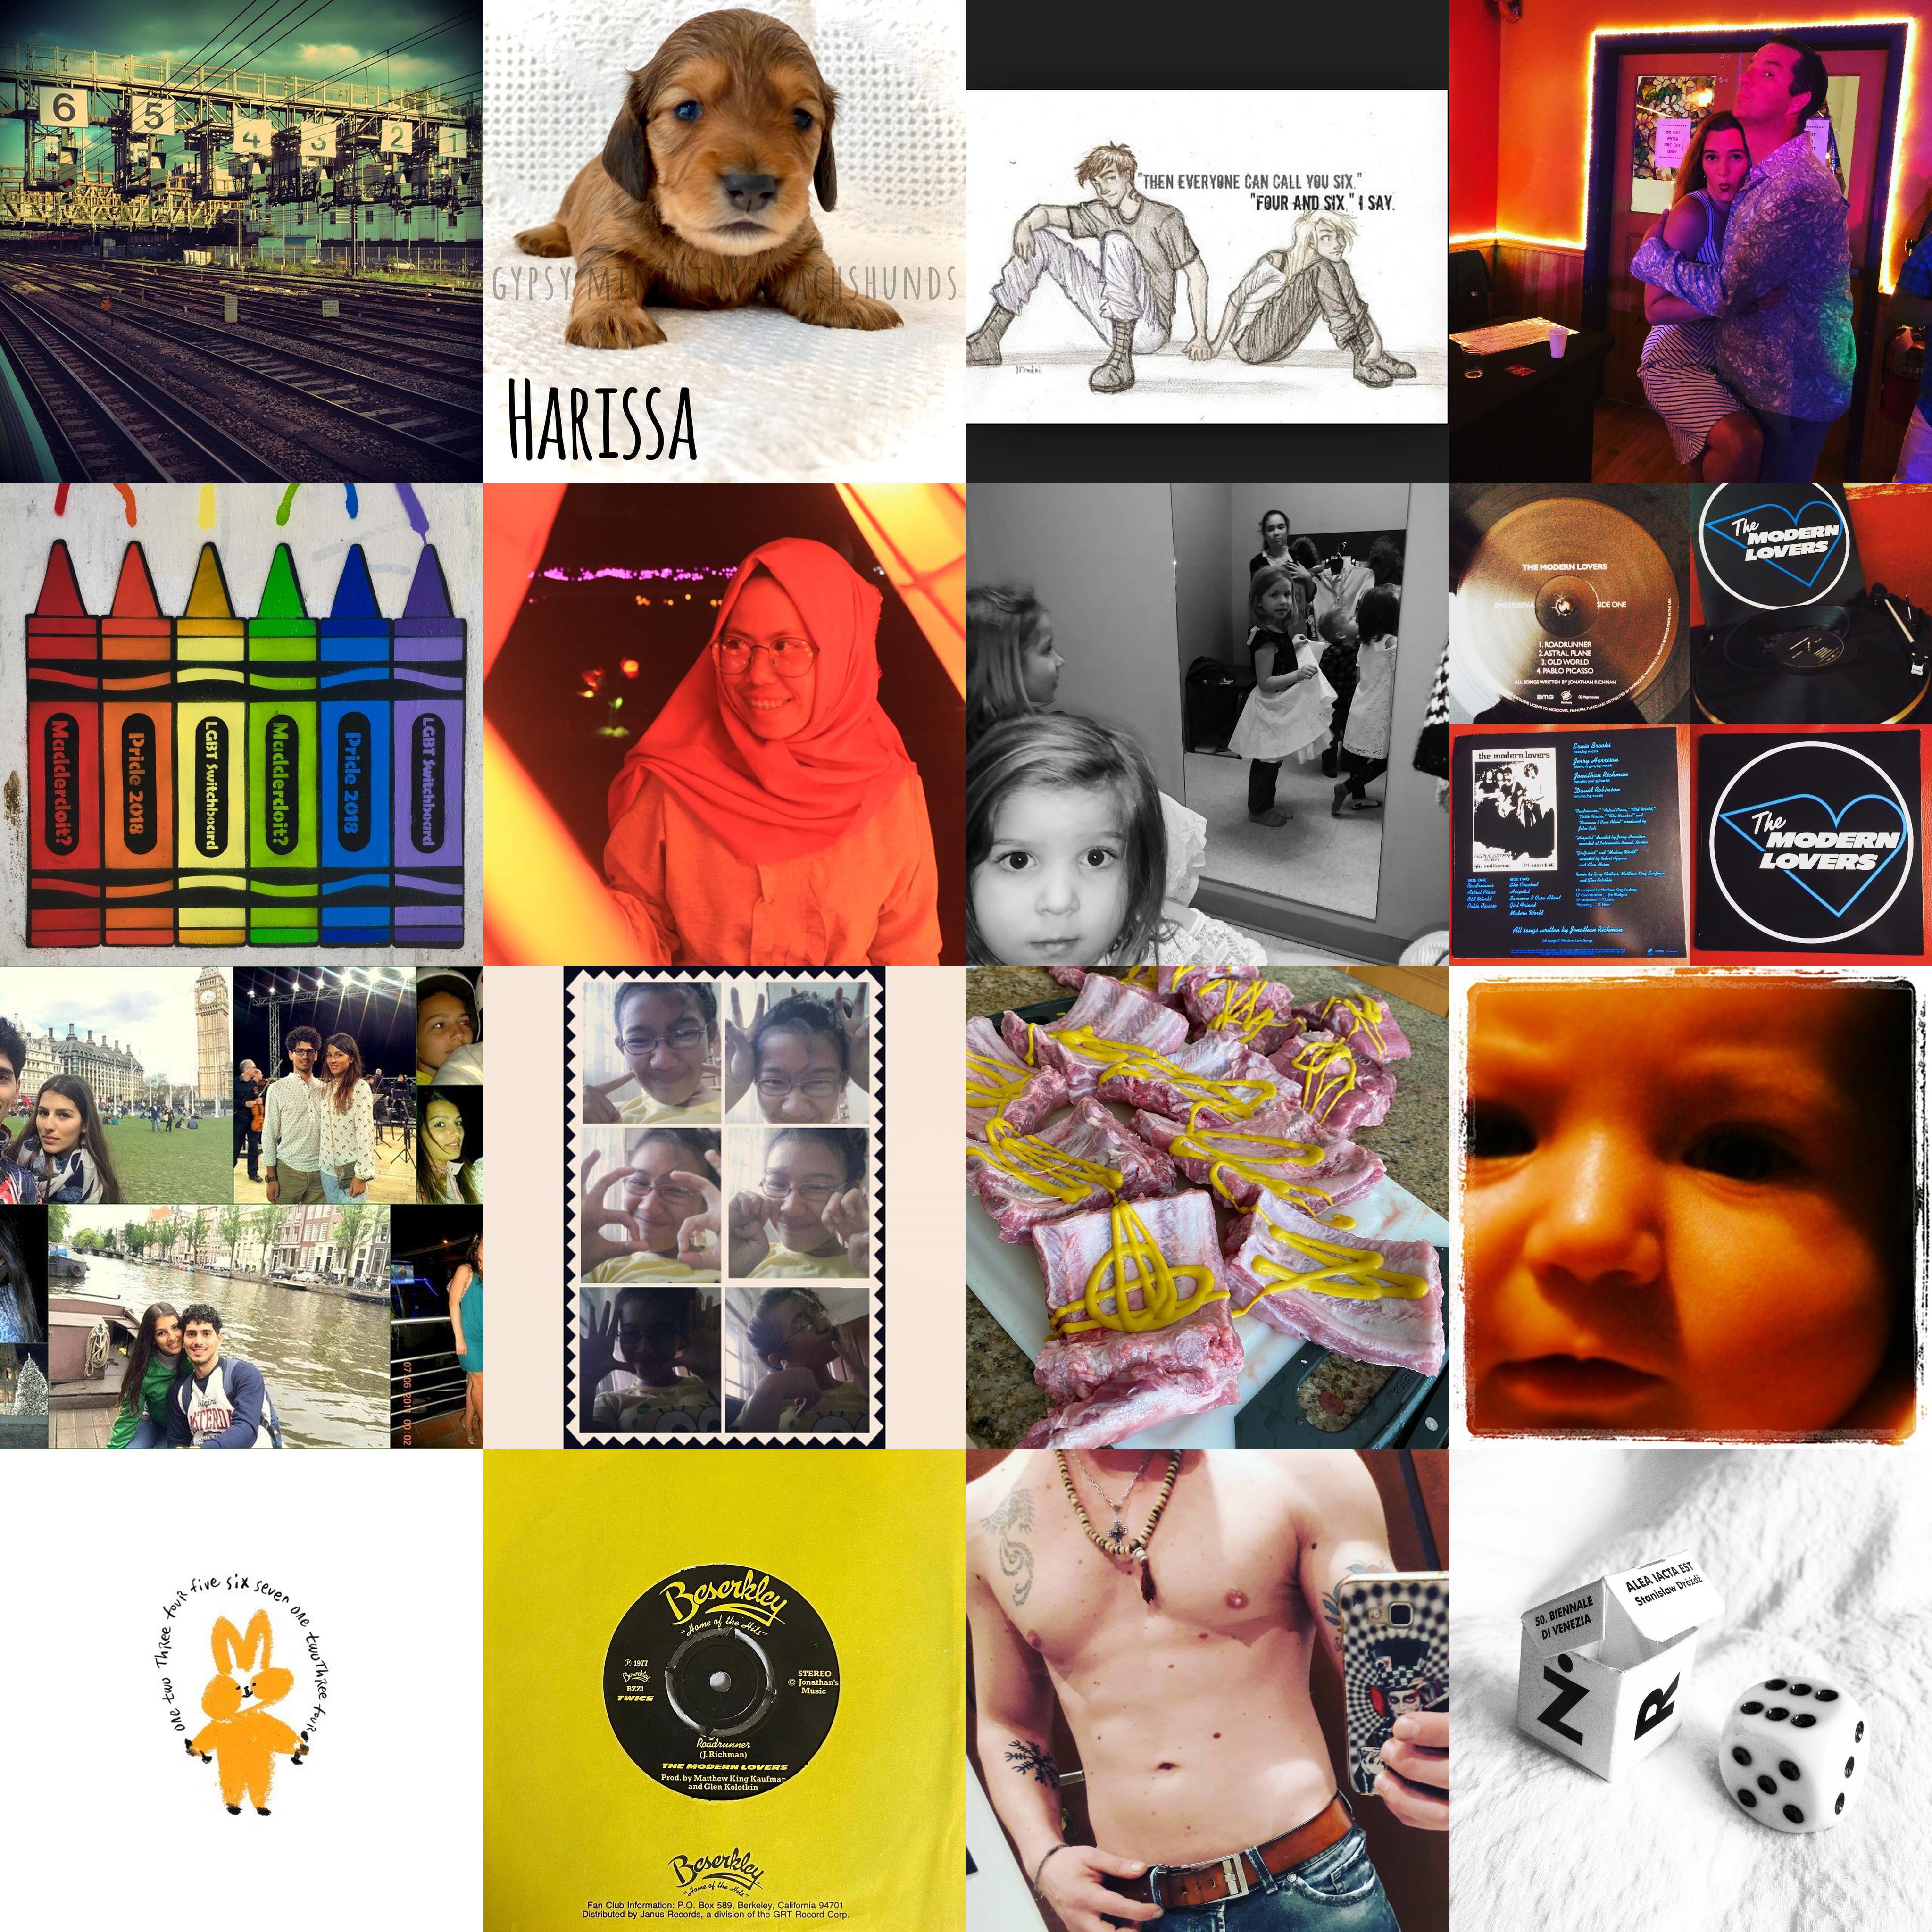 6
5
4
3
2
1
GYPSY MINIATURE DACHSHUNDS
HARISSA
"THEN EVERYONE CAN CALL YOU SIX."
"FOUR AND SIX," I SAY.
Madderdoit?
Pride 2018
LGBT Switchboard
Madderdoit?
Pride 2018
LGBT Switchboard
THE MODERN LOVERS
SIDE ONE
1. ROADRUNNER
2. ASTRAL PLANE
3. OLD WORLD
4. PABLO PICASSO
ALL SONGS WRITTEN BY JONATHAN RICHMAN
BMG
The
MODERN
LOVERS
the modern lovers
Ernie Brooks
Jerry Harrison
Jonathan Richman
David Robinson
SIDE ONE
Roadrunner
Astral Plane
Old World
Pablo Picasso
SIDE TWO
She Cracked
Hospital
Someone I Care About
Girl Friend
Modern World
All songs written by Jonathan Richman
The
MODERN
LOVERS
one two three four five six seven one two three four
Beserkley
"Home of the Hits"
℗ 1977
Beserkley
BZZ1
TWICE
STEREO
© Jonathan's
Music
Roadrunner
(J. Richman)
THE MODERN LOVERS
Prod. by Matthew King Kaufman
and Glen Kolotkin
Beserkley
"Home of the Hits"
Fan Club Information: P.O. Box 589, Berkeley, California 94701
Distributed by Janus Records, a division of the GRT Record Corp.
50. BIENNALE
DI VENEZIA
ALEA IACTA EST
Stanisław Dróżdż
N.
R